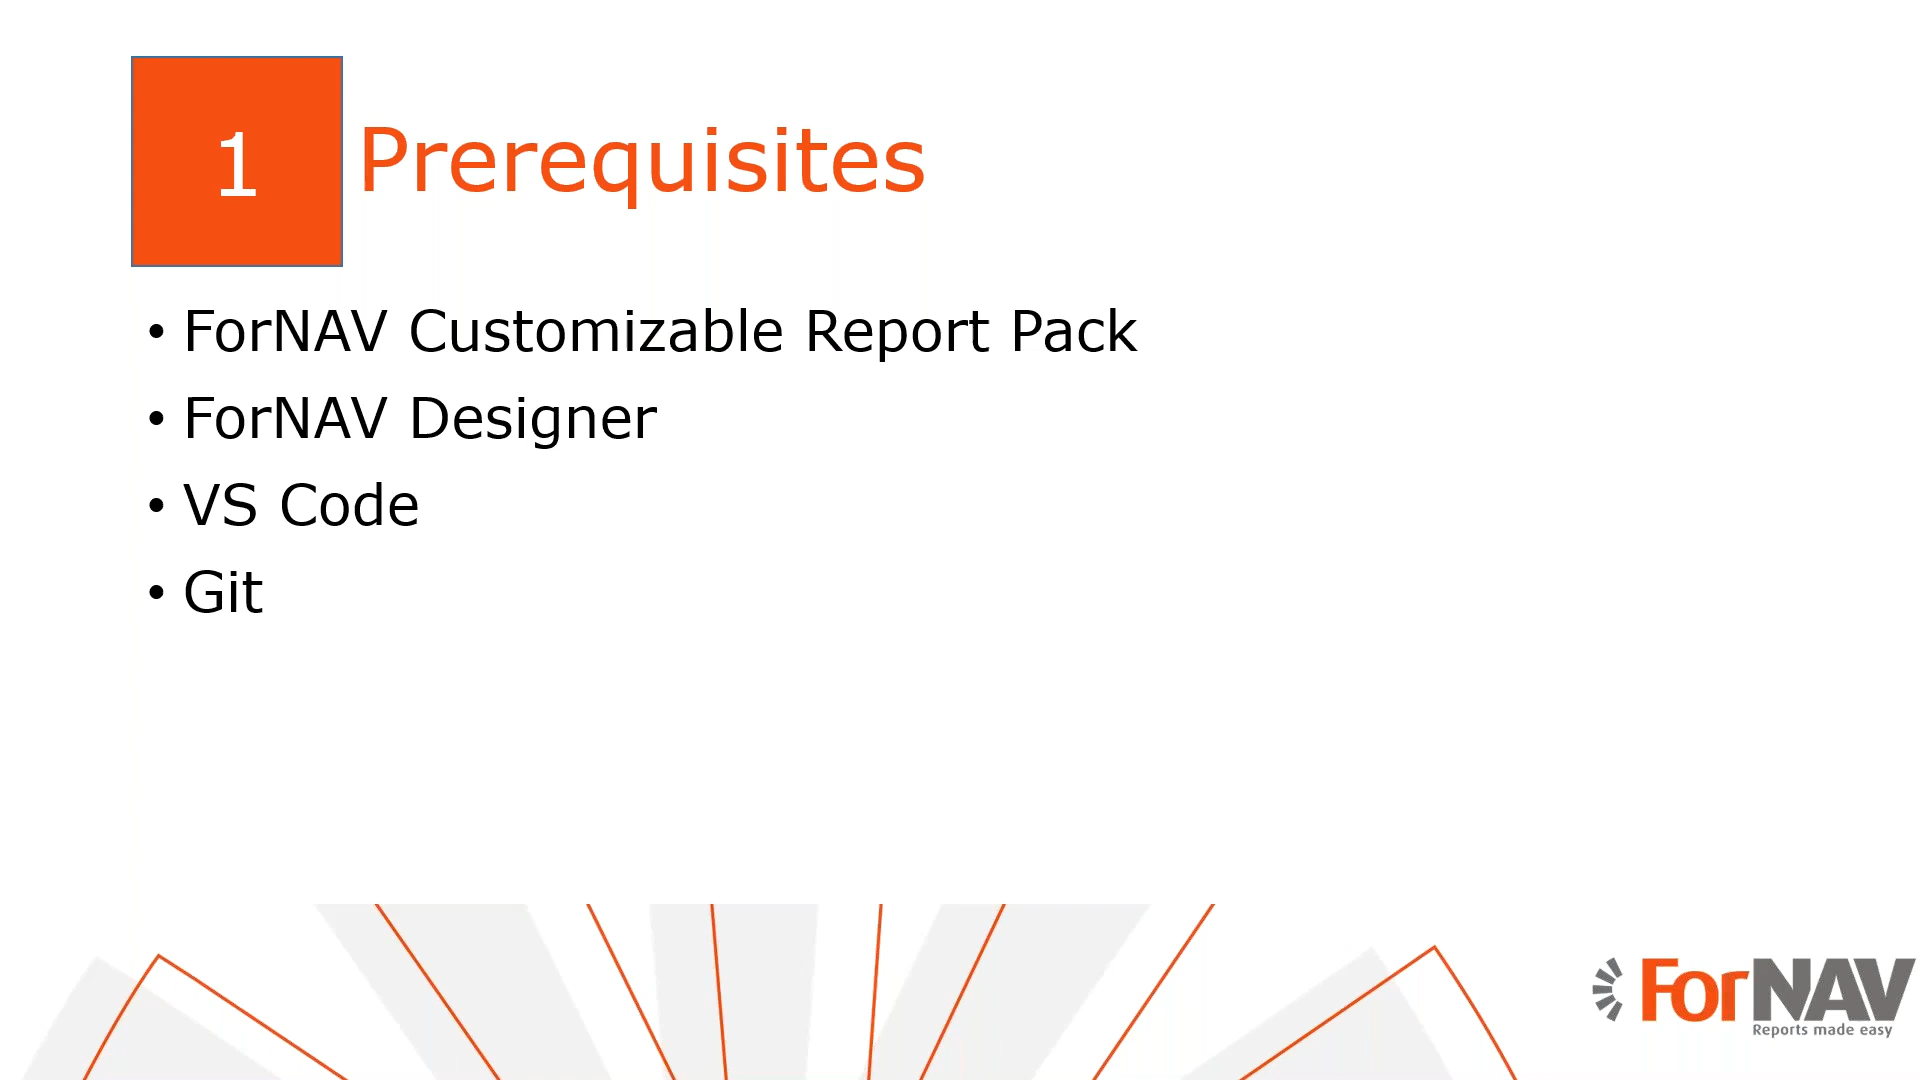 1
Prerequisites
• ForNAV Customizable Report Pack
• ForNAV Designer
• VS Code
• Git
ForNAV
Reports made easy